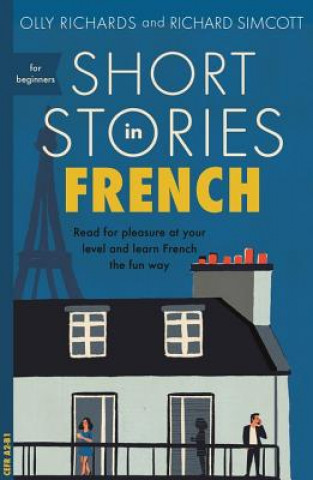 OLLY RICHARDS and RICHARD SIMCOTT
for
beginners
SHORT
in
STORIES
FRENCH
Read for pleasure at your
level and learn French
the fun way
CEFR A2-B1